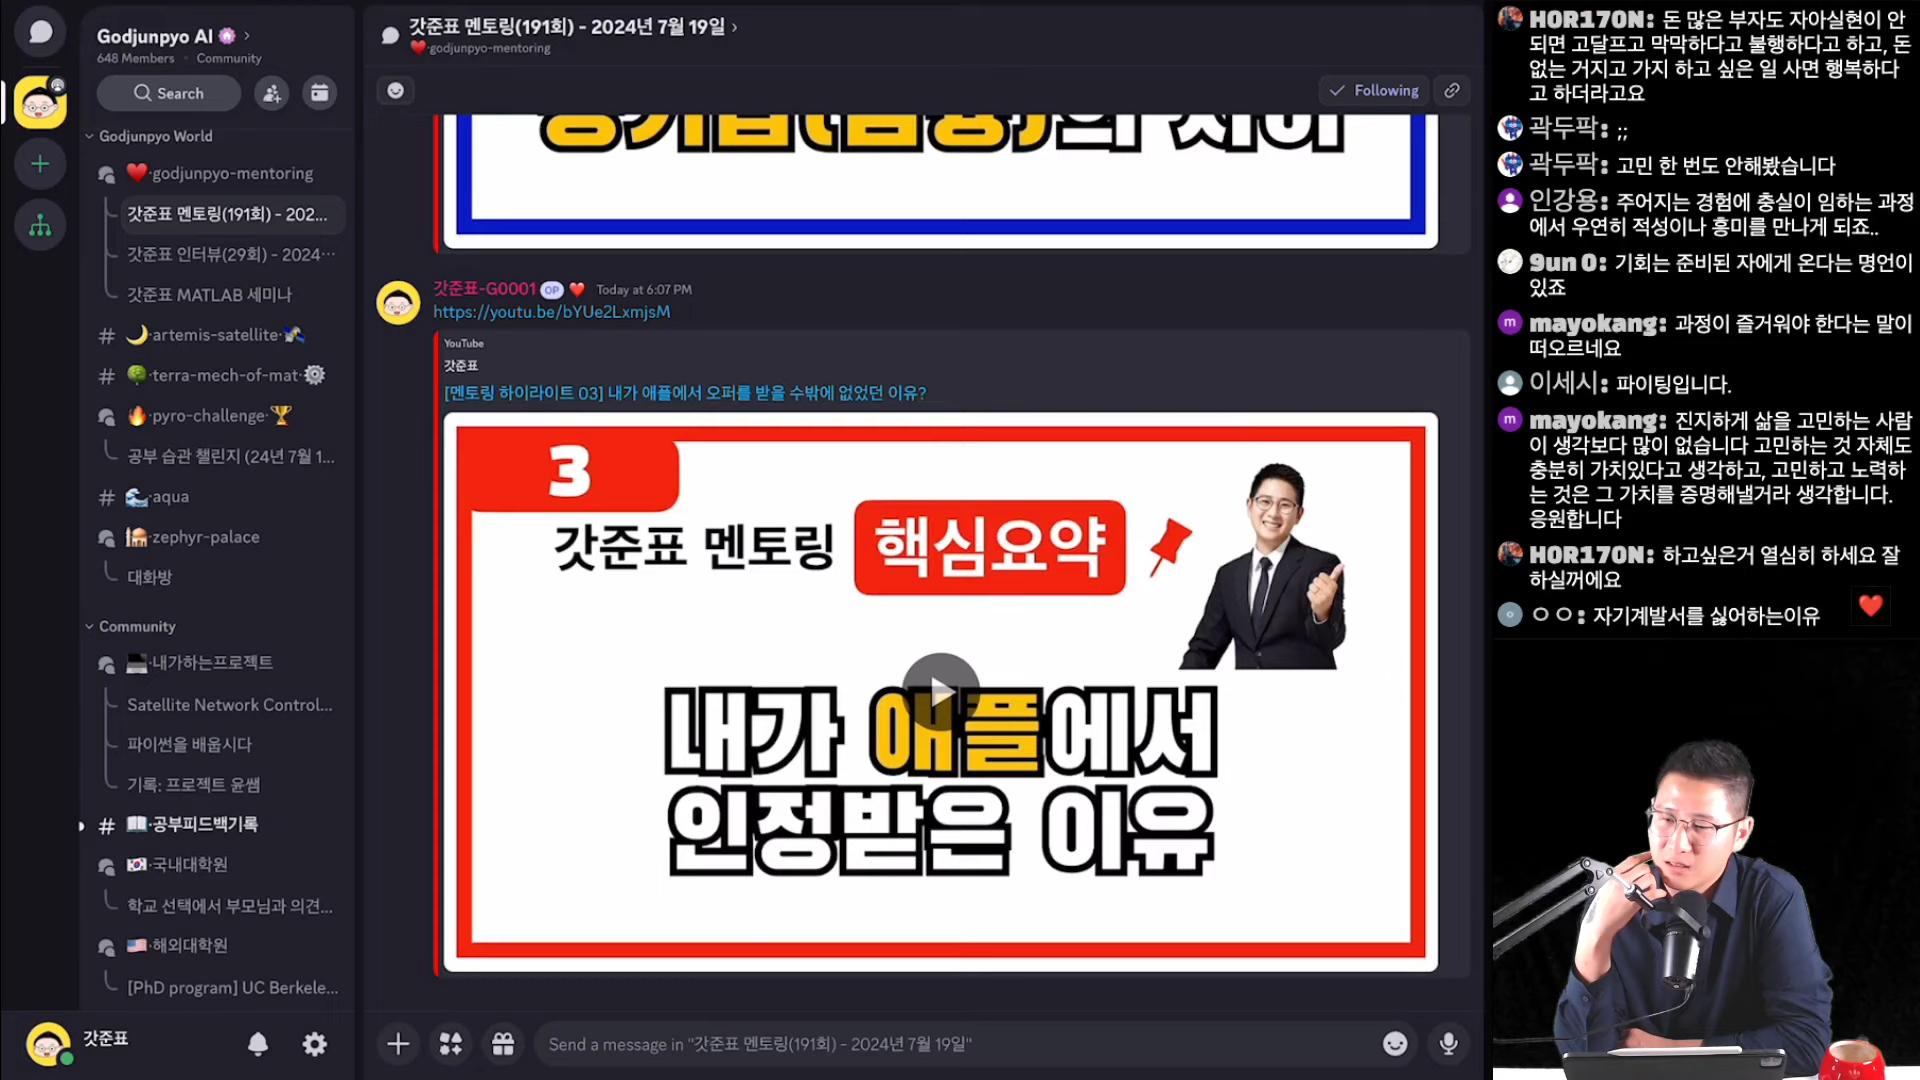 Godjunpyo AI
648 Members · Community
Search
Godjunpyo World
godjunpyo-mentoring
갓준표 멘토링(191회) - 202...
갓준표 인터뷰(29회) - 2024...
갓준표 MATLAB 세미나
artemis-satellite
terra-mech-of-mat
pyro-challenge
공부 습관 챌린지 (24년 7월 1...
aqua
zephyr-palace
대화방
Community
내가하는프로젝트
Satellite Network Control...
파이썬을 배웁시다
기록: 프로젝트 윤쌤
공부피드백기록
국내대학원
학교 선택에서 부모님과 의견...
해외대학원
[PhD program] UC Berkele...
갓준표
갓준표 멘토링(191회) - 2024년 7월 19일
godjunpyo-mentoring
Following
갓준표-G0001 OP Today at 6:07 PM
https://youtu.be/bYUe2LxmjsM
YouTube
갓준표
[멘토링 하이라이트 03] 내가 애플에서 오퍼를 받을 수밖에 없었던 이유?
3
갓준표 멘토링 핵심요약
내가 애플에서
인정받은 이유
Send a message in "갓준표 멘토링(191회) - 2024년 7월 19일"
H0R170N: 돈 많은 부자도 자아실현이 안
되면 고달프고 막막하다고 불행하다고 하고, 돈
없는 거지고 가지 하고 싶은 일 사면 행복하다
고 하더라고요
곽두팍: ;;
곽두팍: 고민 한 번도 안해봤습니다
인강용: 주어지는 경험에 충실이 임하는 과정
에서 우연히 적성이나 흥미를 만나게 되죠..
9un 0: 기회는 준비된 자에게 온다는 명언이
있죠
mayokang: 과정이 즐거워야 한다는 말이
떠오르네요
이세시: 파이팅입니다.
mayokang: 진지하게 삶을 고민하는 사람
이 생각보다 많이 없습니다 고민하는 것 자체도
충분히 가치있다고 생각하고, 고민하고 노력하
는 것은 그 가치를 증명해낼거라 생각합니다.
응원합니다
H0R170N: 하고싶은거 열심히 하세요 잘
하실꺼에요
ㅇㅇ: 자기계발서를 싫어하는이유